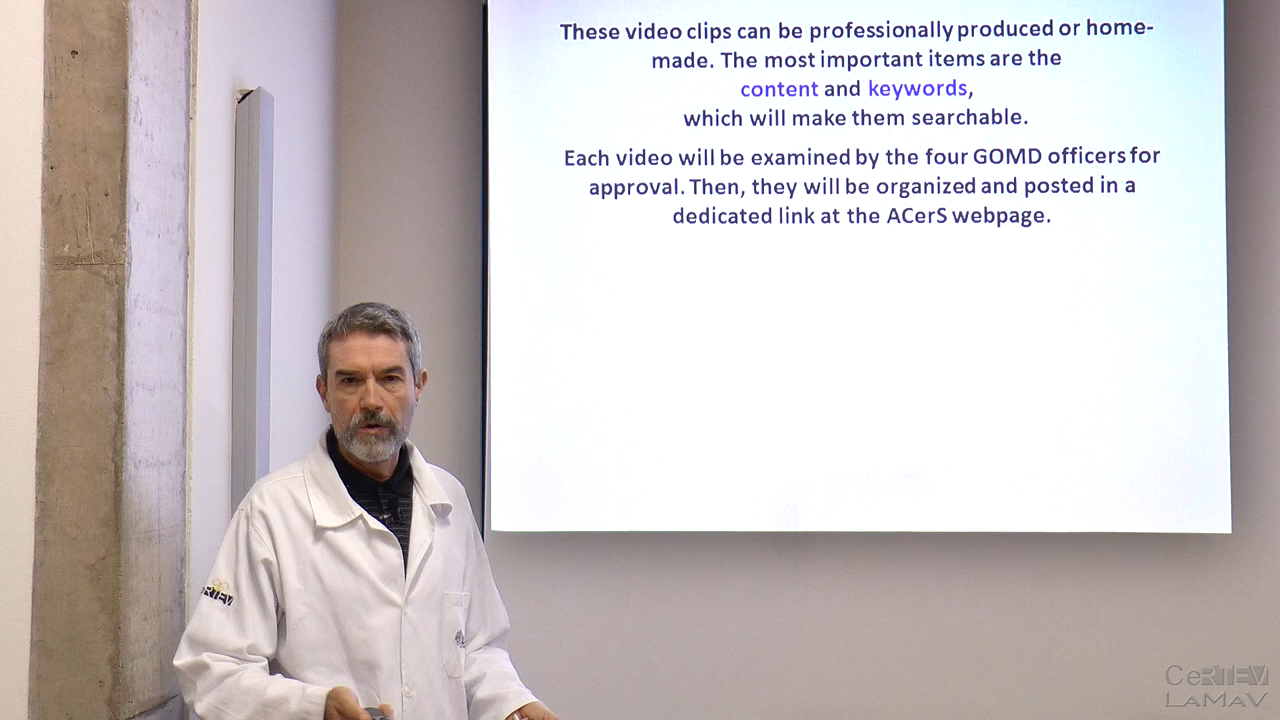 These video clips can be professionally produced or home-
made. The most important items are the
content and keywords,
which will make them searchable.
Each video will be examined by the four GOMD officers for
approval. Then, they will be organized and posted in a
dedicated link at the ACerS webpage.
CeRTEV
CeRTEV
LaMaV